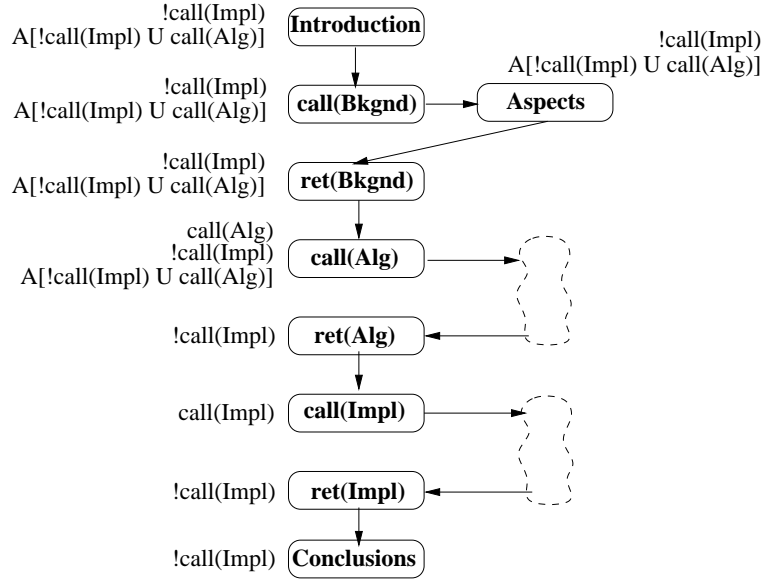 !call(Impl)
A[!call(Impl) U call(Alg)]
Introduction
!call(Impl)
A[!call(Impl) U call(Alg)]
!call(Impl)
A[!call(Impl) U call(Alg)]
call(Bkgnd)
Aspects
!call(Impl)
A[!call(Impl) U call(Alg)]
ret(Bkgnd)
call(Alg)
!call(Impl)
A[!call(Impl) U call(Alg)]
call(Alg)
!call(Impl)
ret(Alg)
call(Impl)
call(Impl)
!call(Impl)
ret(Impl)
!call(Impl)
Conclusions